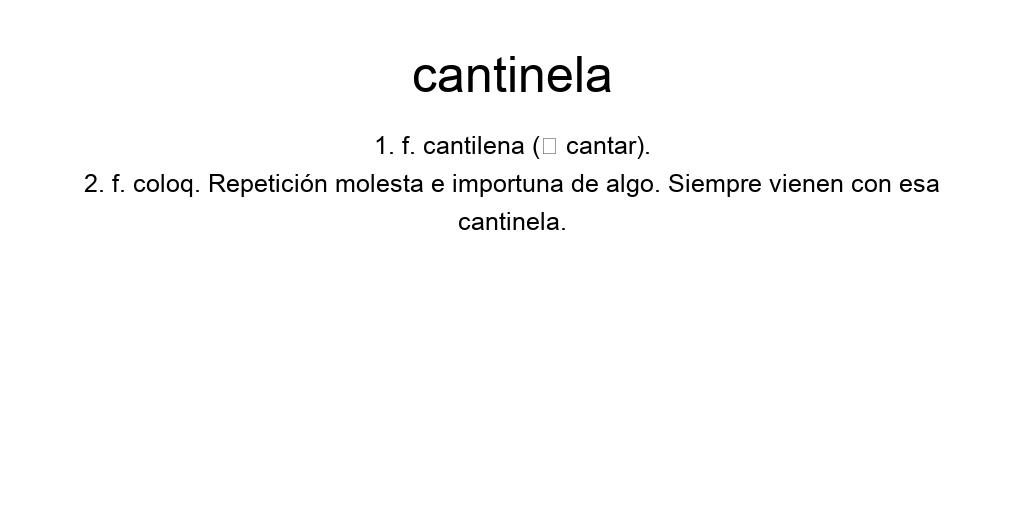 cantinela
1. f. cantilena (□ cantar).
2. f. coloq. Repetición molesta e importuna de algo. Siempre vienen con esa
cantinela.